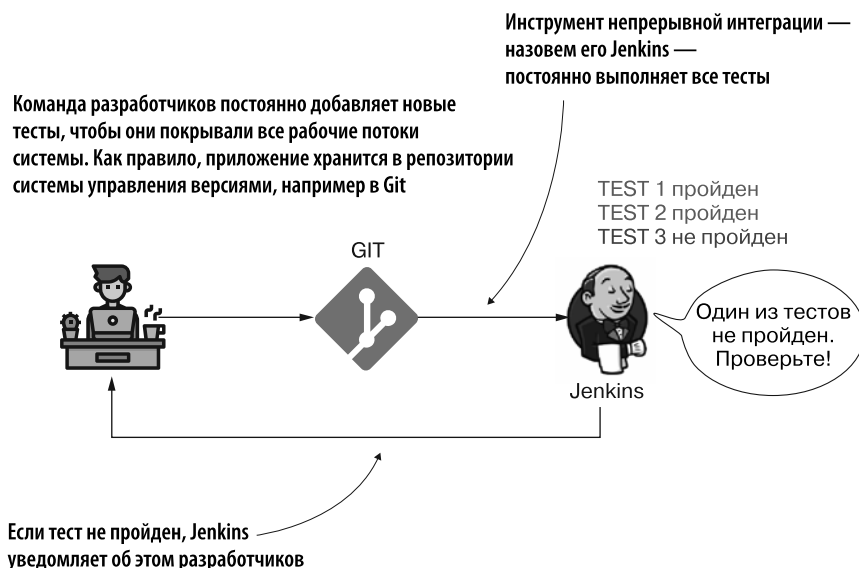 Инструмент непрерывной интеграции —
назовем его Jenkins —
постоянно выполняет все тесты
Команда разработчиков постоянно добавляет новые
тесты, чтобы они покрывали все рабочие потоки
системы. Как правило, приложение хранится в репозитории
системы управления версиями, например в Git
TEST 1 пройден
TEST 2 пройден
TEST 3 не пройден
GIT
Один из тестов
не пройден.
Проверьте!
Jenkins
Если тест не пройден, Jenkins
уведомляет об этом разработчиков